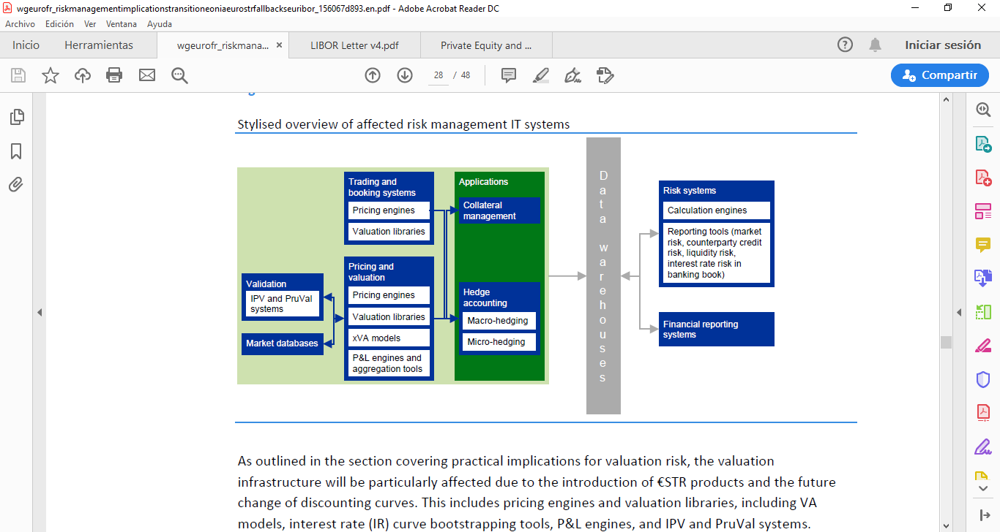 wgeurofr_riskmanagementimplicationstransitioneoniaeurostrfallbackseuribor_156067d893.en.pdf - Adobe Acrobat Reader DC
Archivo Edición Ver Ventana Ayuda
Inicio Herramientas wgeurofr_riskmana... × LIBOR Letter v4.pdf Private Equity and ... Iniciar sesión
28 / 48 Compartir
Stylised overview of affected risk management IT systems
Validation
IPV and PruVal
systems
Market databases
Trading and
booking systems
Pricing engines
Valuation libraries
Pricing and
valuation
Pricing engines
Valuation libraries
xVA models
P&L engines and
aggregation tools
Applications
Collateral
management
Hedge
accounting
Macro-hedging
Micro-hedging
Data warehouses
Risk systems
Calculation engines
Reporting tools (market
risk, counterparty credit
risk, liquidity risk,
interest rate risk in
banking book)
Financial reporting
systems
As outlined in the section covering practical implications for valuation risk, the valuation
infrastructure will be particularly affected due to the introduction of €STR products and the future
change of discounting curves. This includes pricing engines and valuation libraries, including VA
models, interest rate (IR) curve bootstrapping tools, P&L engines, and IPV and PruVal systems.